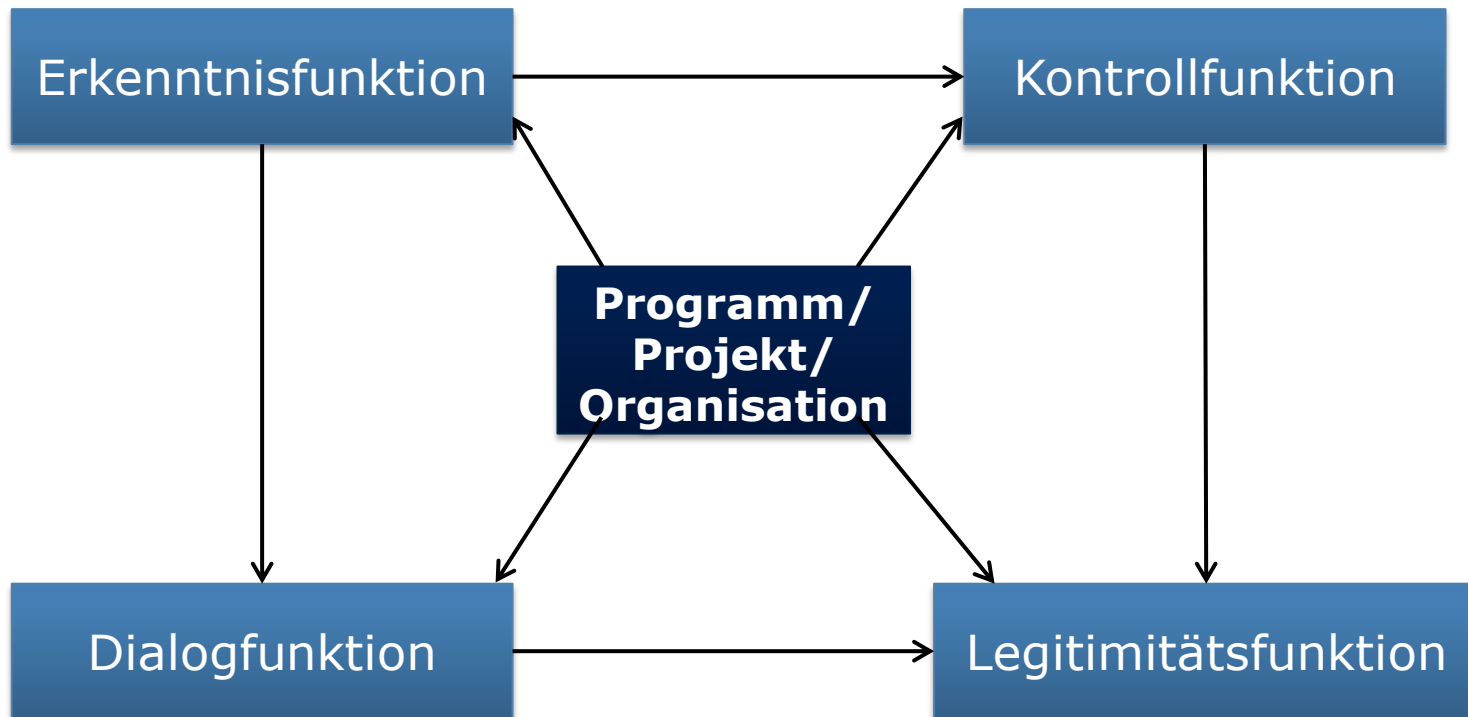 Erkenntnisfunktion
Kontrollfunktion
Programm/
Projekt/
Organisation
Dialogfunktion
Legitimitätsfunktion